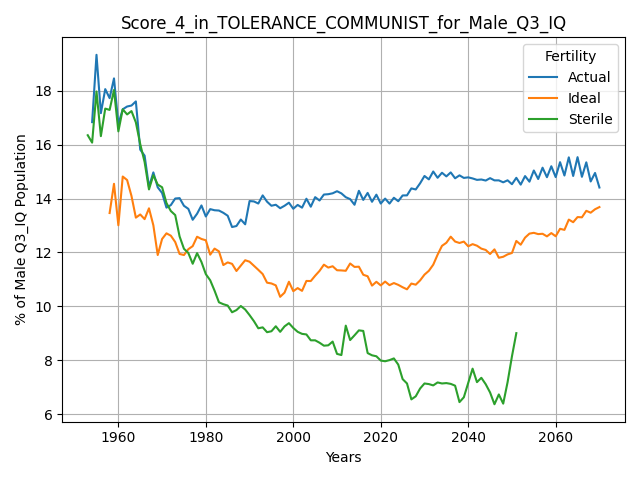 Score_4_in_TOLERANCE_COMMUNIST_for_Male_Q3_IQ
Fertility
Actual
Ideal
Sterile
% of Male Q3_IQ Population
18
16
14
12
10
8
6
1960
1980
2000
2020
2040
2060
Years